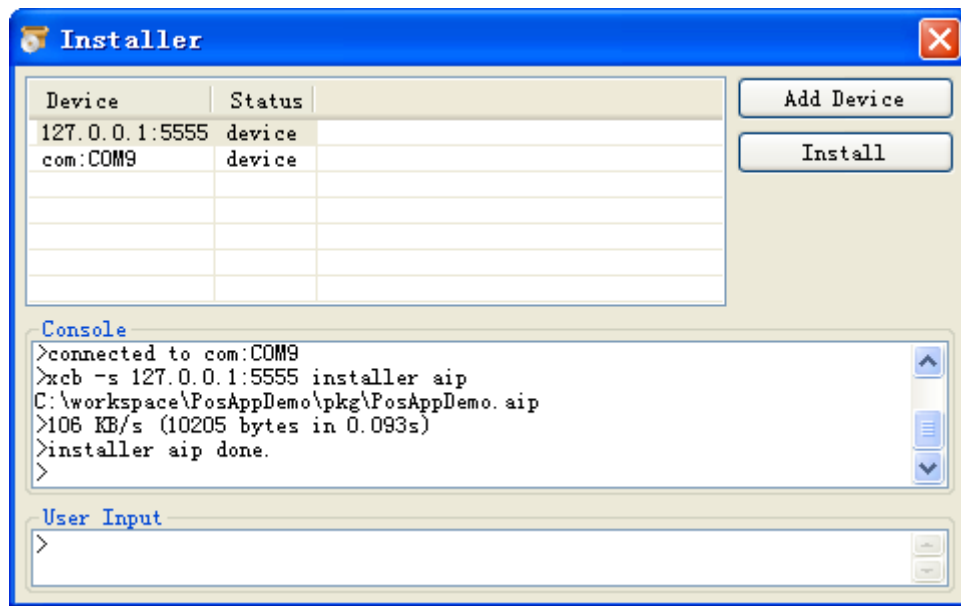 Installer
Device Status
127.0.0.1:5555 device
com:COM9 device
Add Device
Install
Console
>connected to com:COM9
>xcb -s 127.0.0.1:5555 installer aip
C:\workspace\PosAppDemo\pkg\PosAppDemo.aip
>106 KB/s (10205 bytes in 0.093s)
>installer aip done.
>
User Input
>